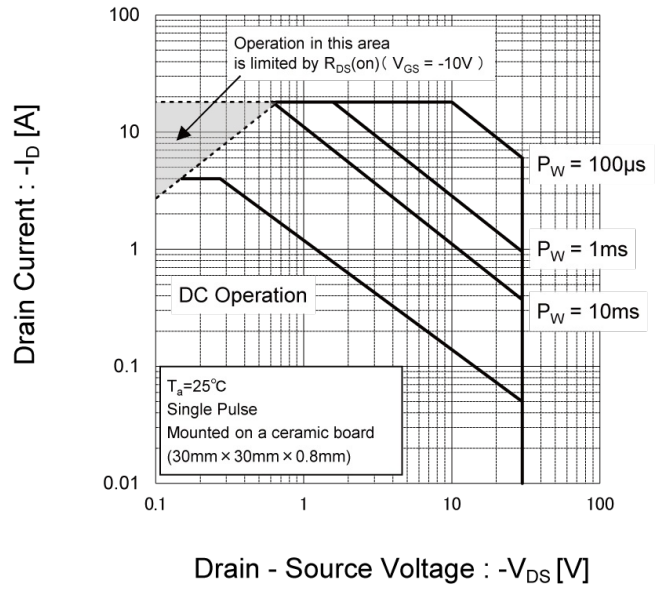 100
Operation in this area
is limited by RDS(on) ( VGS = -10V )
10
Drain Current : -ID [A]
PW = 100µs
1
PW = 1ms
DC Operation
PW = 10ms
0.1
Ta=25℃
Single Pulse
Mounted on a ceramic board
(30mm × 30mm × 0.8mm)
0.01
0.1 1 10 100
Drain - Source Voltage : -VDS [V]